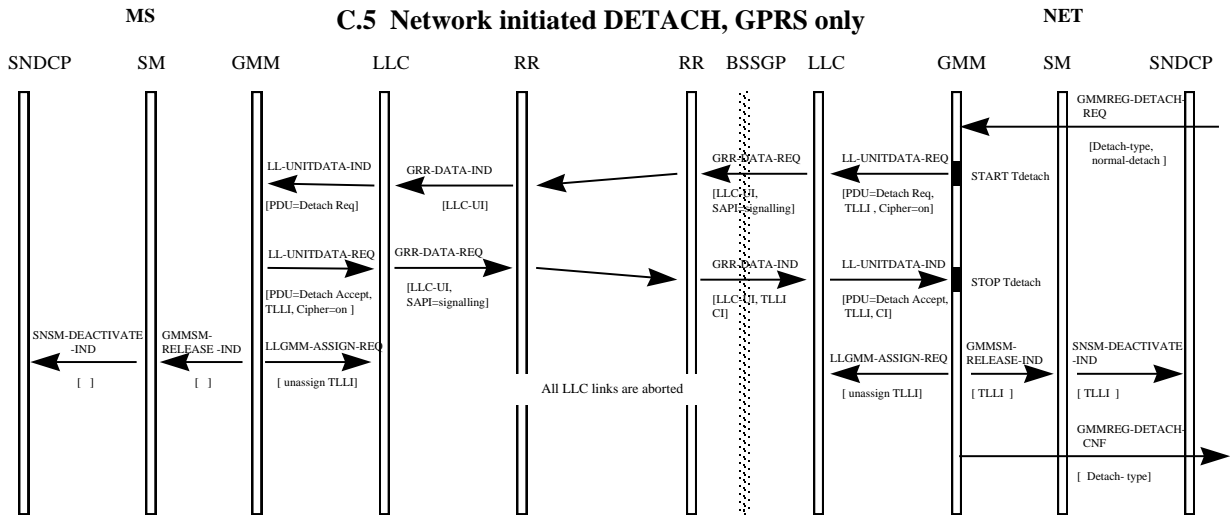 MS
C.5 Network initiated DETACH, GPRS only
NET
SNDCP SM GMM LLC RR RR BSSGP LLC GMM SM SNDCP
GMMREG-DETACH-
REQ
[Detach-type,
normal-detach ]
LL-UNITDATA-IND
[PDU=Detach Req]
GRR-DATA-IND
[LLC-UI]
GRR-DATA-REQ
[LLC-UI,
SAPI=signalling]
LL-UNITDATA-REQ
[PDU=Detach Req,
TLLI , Cipher=on]
START Tdetach
LL-UNITDATA-REQ
[PDU=Detach Accept,
TLLI, Cipher=on ]
GRR-DATA-REQ
[LLC-UI,
SAPI=signalling]
GRR-DATA-IND
[LLC-UI, TLLI
CI]
LL-UNITDATA-IND
[PDU=Detach Accept,
TLLI, CI]
STOP Tdetach
SNSM-DEACTIVATE
-IND
[ ]
GMMSM-
RELEASE -IND
[ ]
LLGMM-ASSIGN-REQ
[ unassign TLLI]
All LLC links are aborted
LLGMM-ASSIGN-REQ
[ unassign TLLI]
GMMSM-
RELEASE-IND
[ TLLI ]
SNSM-DEACTIVATE
-IND
[ TLLI ]
GMMREG-DETACH-
CNF
[ Detach- type]